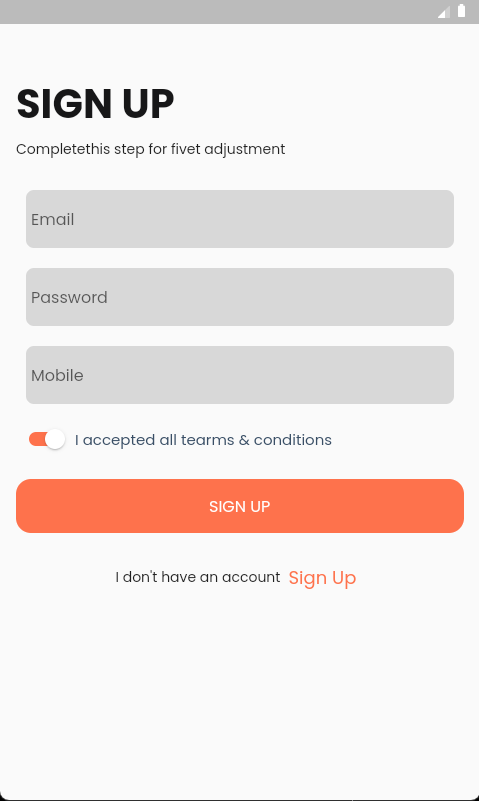 SIGN UP
Completethis step for fivet adjustment
Email
Password
Mobile
I accepted all tearms & conditions
SIGN UP
I don't have an account Sign Up